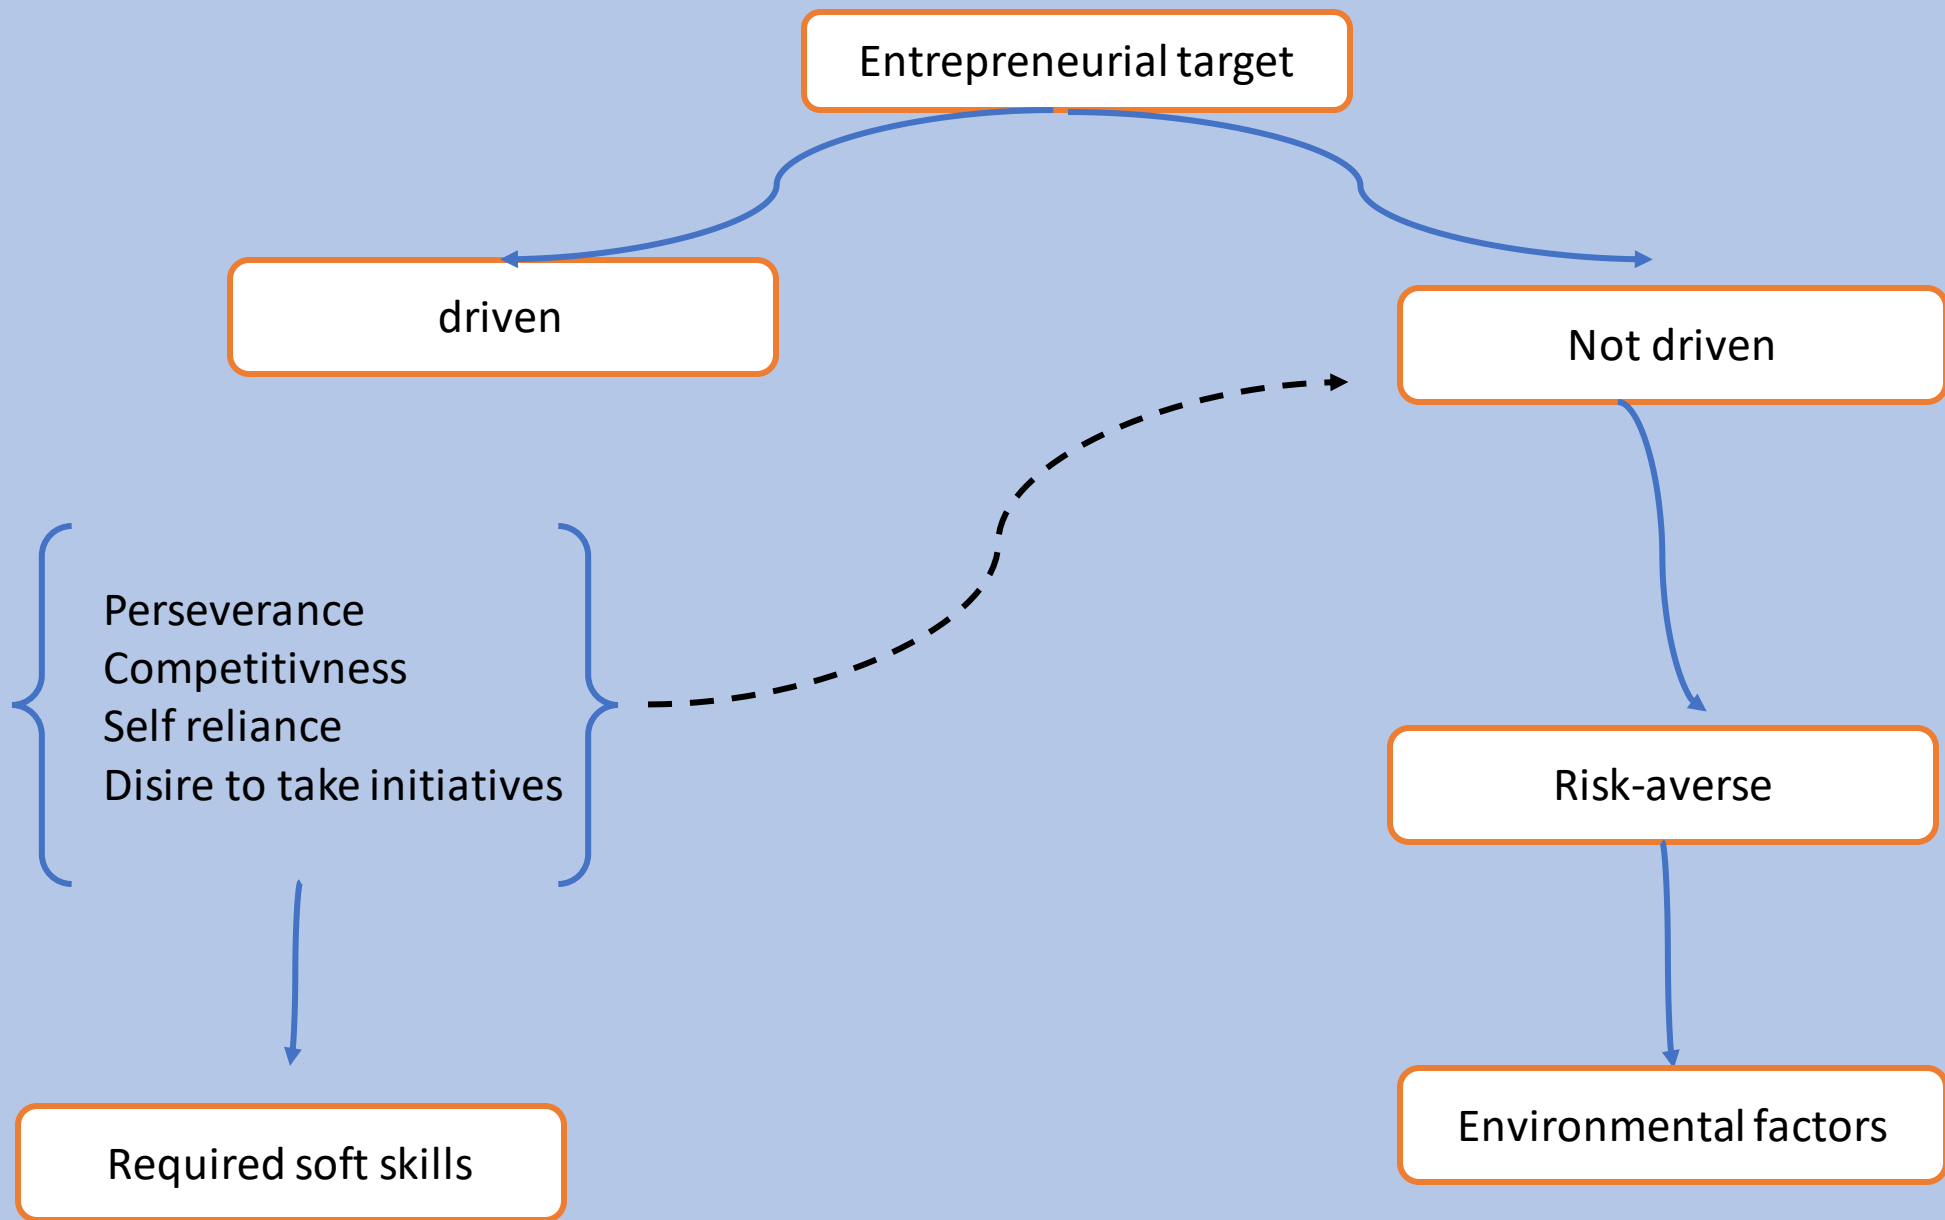 Entrepreneurial target
driven
Not driven
Perseverance
Competitivness
Self reliance
Disire to take initiatives
Risk-averse
Required soft skills
Environmental factors